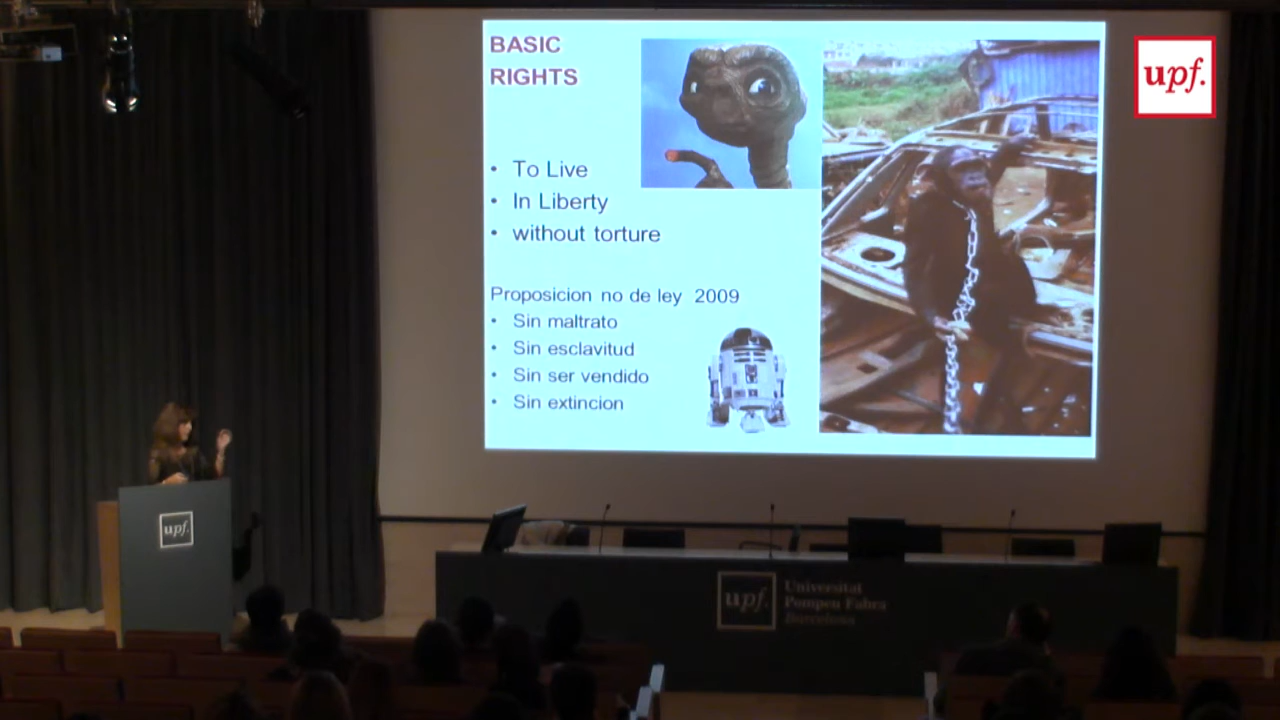 BASIC
RIGHTS
• To Live
• In Liberty
• without torture
Proposicion no de ley 2009
• Sin maltrato
• Sin esclavitud
• Sin ser vendido
• Sin extincion
upf.
upf.
upf.
Universitat
Pompeu Fabra
Barcelona